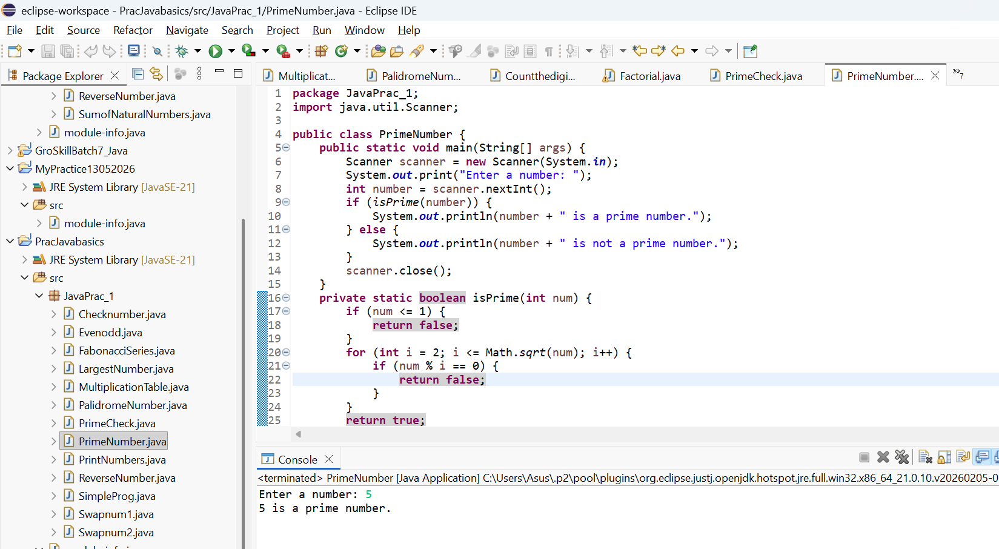 eclipse-workspace - PracJavabasics/src/JavaPrac_1/PrimeNumber.java - Eclipse IDE
File Edit Source Refactor Navigate Search Project Run Window Help
Package Explorer
ReverseNumber.java
SumofNaturalNumbers.java
module-info.java
GroSkillBatch7_Java
MyPractice13052026
JRE System Library [JavaSE-21]
src
module-info.java
PracJavabasics
JRE System Library [JavaSE-21]
src
JavaPrac_1
Checknumber.java
Evenodd.java
FabonacciSeries.java
LargestNumber.java
MultiplicationTable.java
PalidromeNumber.java
PrimeCheck.java
PrimeNumber.java
PrintNumbers.java
ReverseNumber.java
SimpleProg.java
Swapnum1.java
Swapnum2.java
Multiplicat... PalidromeNum... Countthedigi... Factorial.java PrimeCheck.java PrimeNumber.... »7
1 package JavaPrac_1;
2 import java.util.Scanner;
3
4 public class PrimeNumber {
5 public static void main(String[] args) {
6 Scanner scanner = new Scanner(System.in);
7 System.out.print("Enter a number: ");
8 int number = scanner.nextInt();
9 if (isPrime(number)) {
10 System.out.println(number + " is a prime number.");
11 } else {
12 System.out.println(number + " is not a prime number.");
13 }
14 scanner.close();
15 }
16 private static boolean isPrime(int num) {
17 if (num <= 1) {
18 return false;
19 }
20 for (int i = 2; i <= Math.sqrt(num); i++) {
21 if (num % i == 0) {
22 return false;
23 }
24 }
25 return true;
Console
<terminated> PrimeNumber [Java Application] C:\Users\Asus\.p2\pool\plugins\org.eclipse.justj.openjdk.hotspot.jre.full.win32.x86_64_21.0.10.v20260205-0
Enter a number: 5
5 is a prime number.